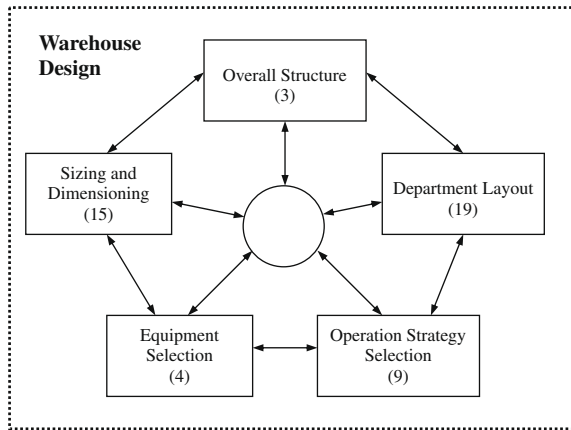 Warehouse
Design
Overall Structure
(3)
Sizing and
Dimensioning
(15)
Department Layout
(19)
Equipment
Selection
(4)
Operation Strategy
Selection
(9)